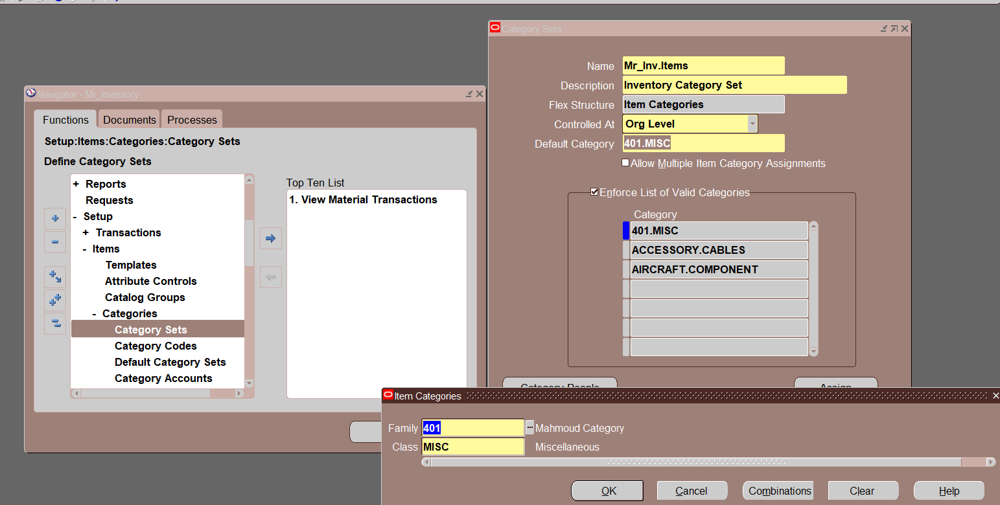 Category Sets
Name Mr_Inv.Items
Description Inventory Category Set
Flex Structure Item Categories
Controlled At Org Level
Default Category 401.MISC
Allow Multiple Item Category Assignments
Enforce List of Valid Categories
Category
401.MISC
ACCESSORY.CABLES
AIRCRAFT.COMPONENT
Category People Assign
Navigator - Mr_Inventory
Functions Documents Processes
Setup:Items:Categories:Category Sets
Define Category Sets
+ Reports
Requests
- Setup
+ Transactions
- Items
Templates
Attribute Controls
Catalog Groups
- Categories
Category Sets
Category Codes
Default Category Sets
Category Accounts
Top Ten List
1. View Material Transactions
Item Categories
Family 401 ... Mahmoud Category
Class MISC Miscellaneous
OK Cancel Combinations Clear Help